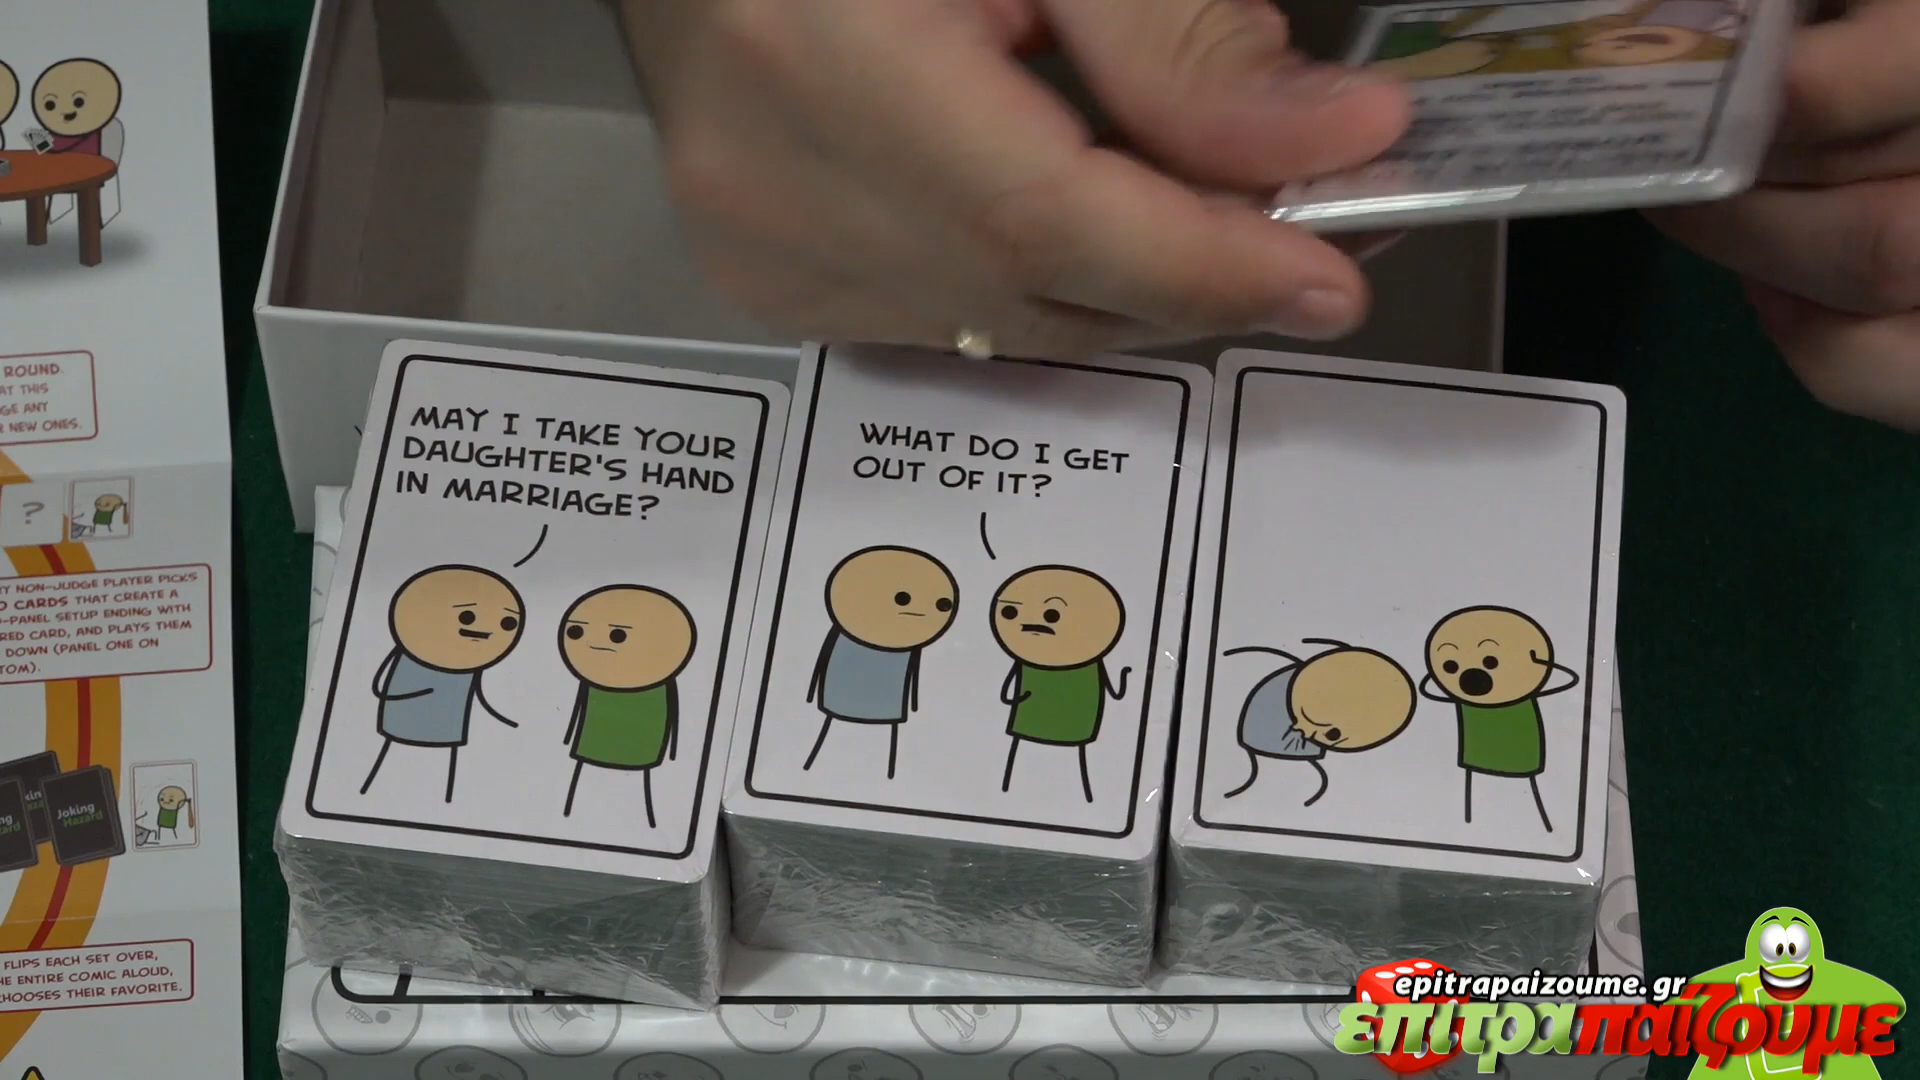 ROUND.
AT THIS
GE ANY
NEW ONES.
?
Y NON-JUDGE PLAYER PICKS
CARDS THAT CREATE A
-PANEL SETUP ENDING WITH
RED CARD, AND PLAYS THEM
DOWN (PANEL ONE ON
TOM).
Joking
Hazard
FLIPS EACH SET OVER,
HE ENTIRE COMIC ALOUD,
CHOOSES THEIR FAVORITE.
MAY I TAKE YOUR
DAUGHTER'S HAND
IN MARRIAGE?
WHAT DO I GET
OUT OF IT?
epitrapaizoume.gr
επιτραπαίζουμε